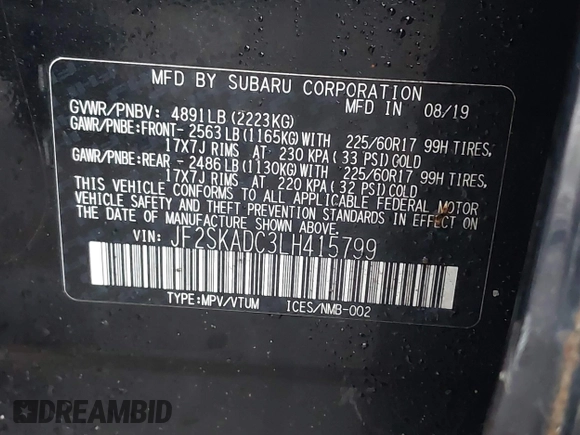 MFD BY SUBARU CORPORATION
GVWR/PNBV: 4891LB (2223KG) MFD IN 08/19
GAWR/PNBE:FRONT- 2563LB(1165KG)WITH 225/60R17 99H TIRES,
17X7J RIMS AT 230 KPA( 33 PSI)COLD
GAWR/PNBE:REAR - 2486LB(1130KG)WITH 225/60R17 99H TIRES,
17X7J RIMS AT 220 KPA( 32 PSI)COLD
THIS VEHICLE CONFORMS TO ALL APPLICABLE FEDERAL MOTOR
VEHICLE SAFETY AND THEFT PREVENTION STANDARDS IN EFFECT ON
THE DATE OF MANUFACTURE SHOWN ABOVE.
VIN: JF2SKADC3LH415799
TYPE:MPV/VTUM ICES/NMB-002
DREAMBID